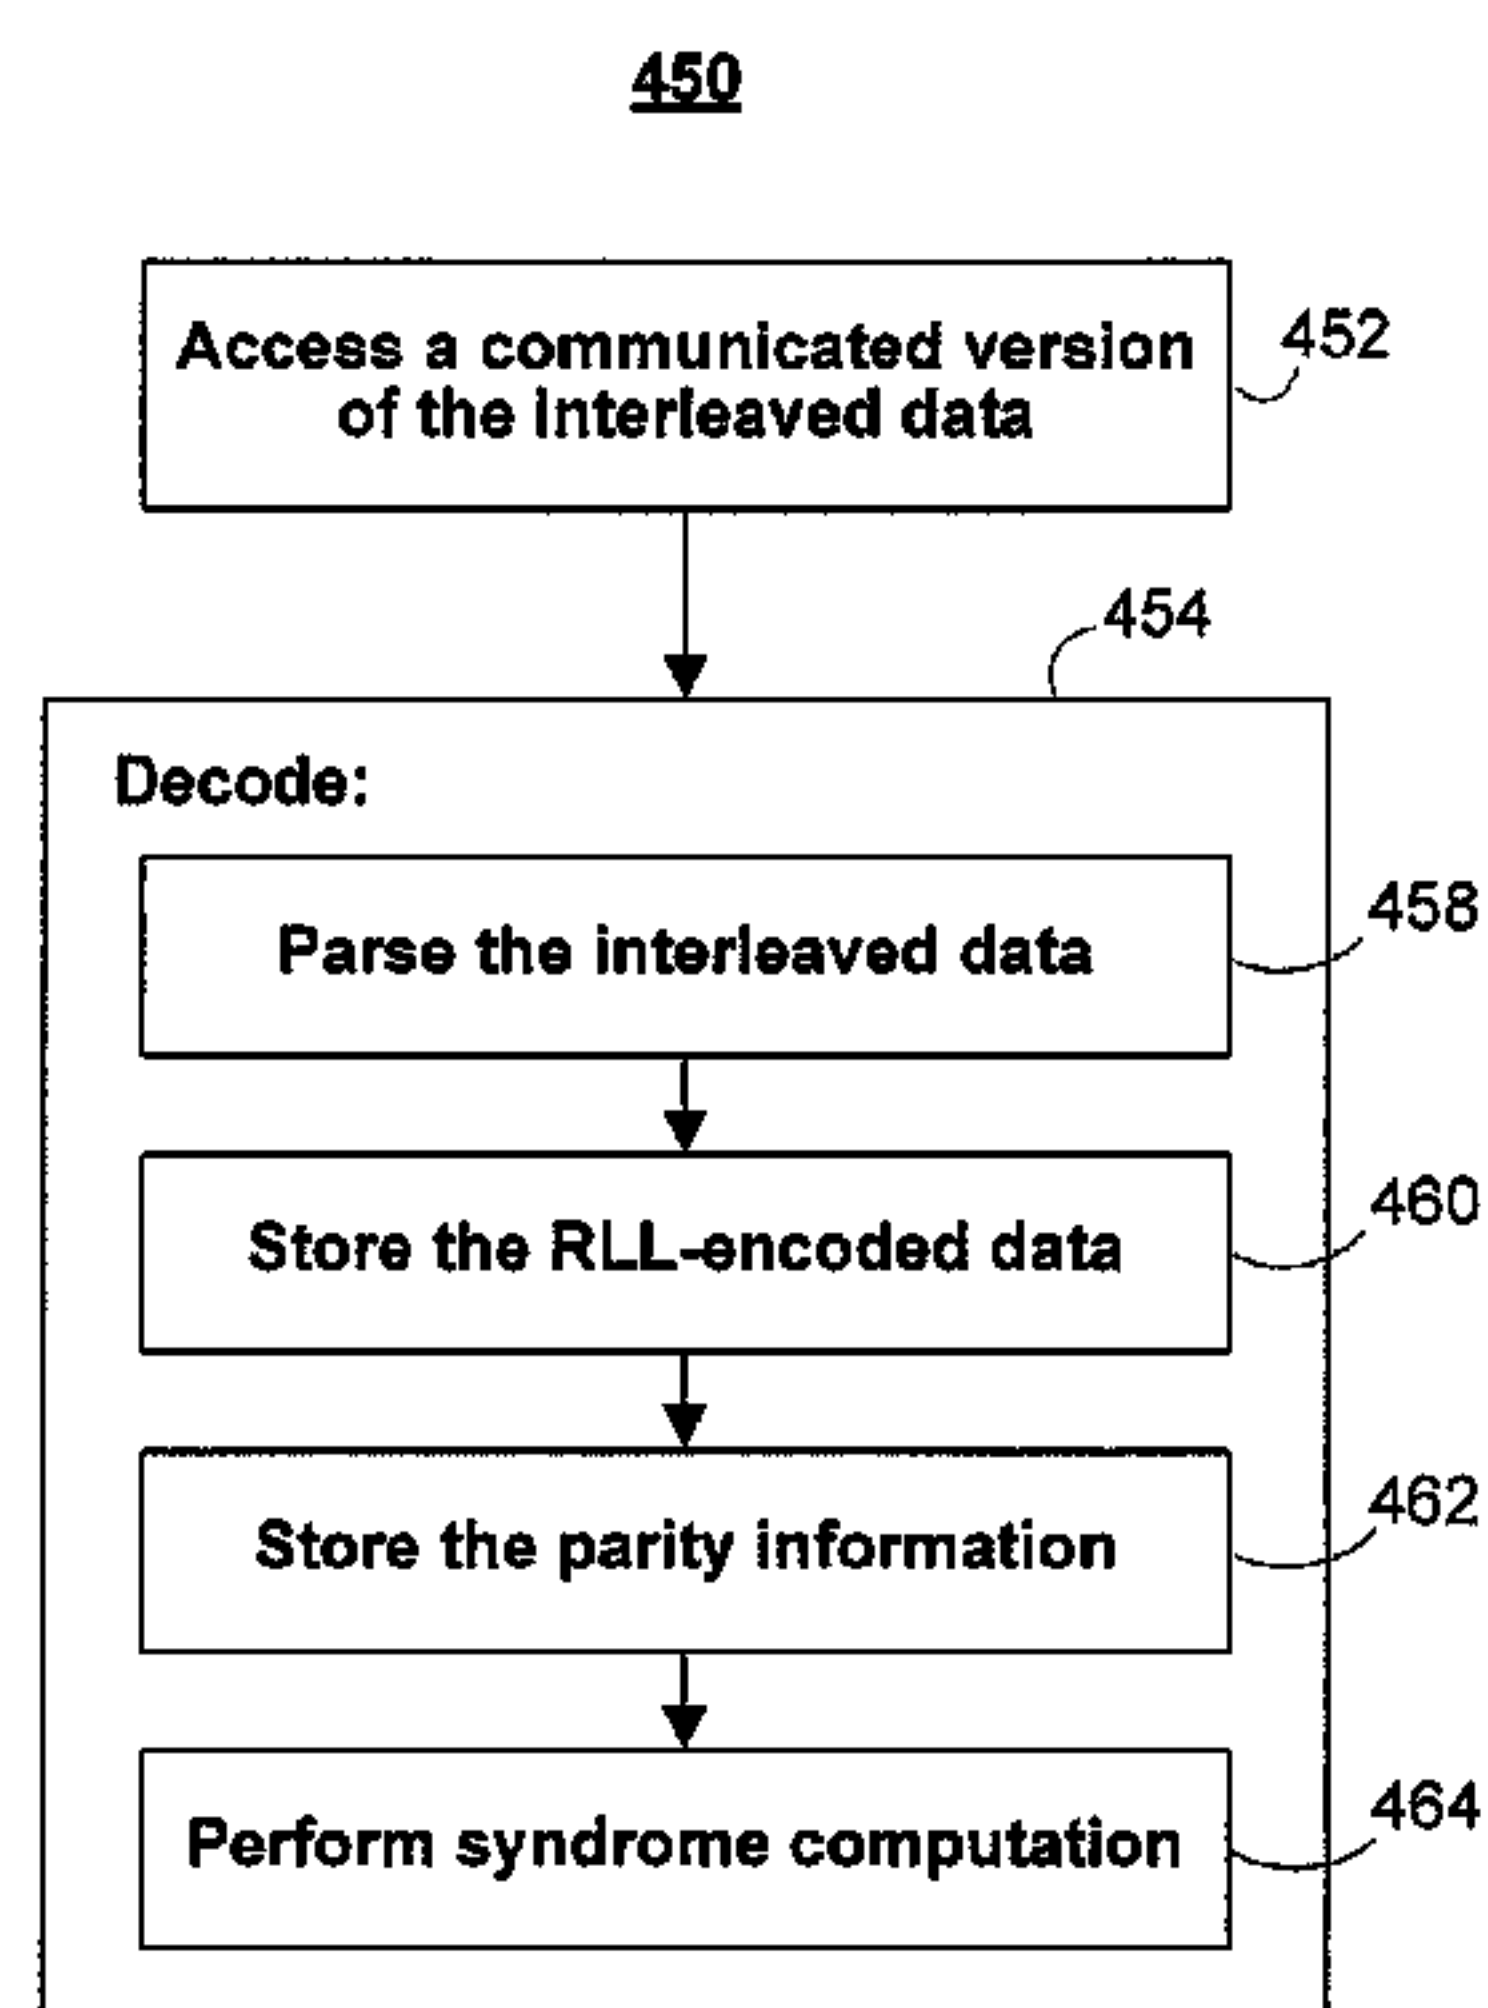 450
Access a communicated version
of the interleaved data
452
454
Decode:
Parse the interleaved data
458
Store the RLL-encoded data
460
Store the parity information
462
Perform syndrome computation
464